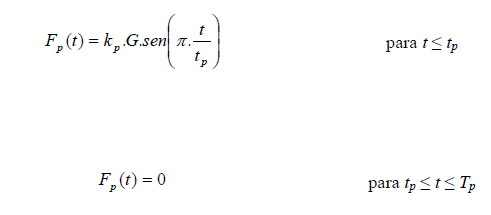 F_p(t) = k_p.G.sen(π. t/t_p) para t ≤ t_p
F_p(t) = 0 para t_p ≤ t ≤ T_p